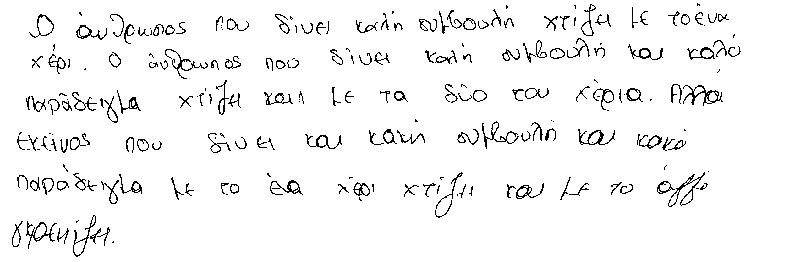 Ο άνθρωπος που δίνει καλή συμβουλή χτίζει με το ένα
χέρι. Ο άνθρωπος που δίνει καλή συμβουλή και καλό
παράδειγμα χτίζει και με τα δύο του χέρια. Αλλά
εκείνος που δίνει και κακή συμβουλή και κακό
παράδειγμα με το έα χέρι χτίζει και με το άλλο
γκρεμίζει.